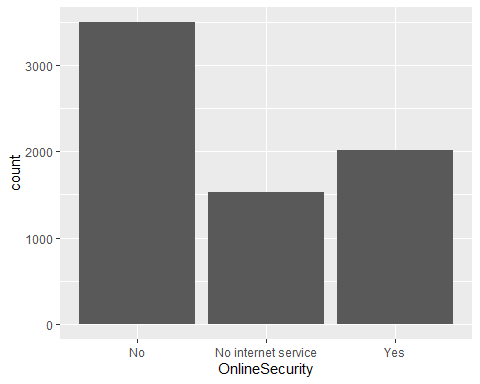 3000
2000
1000
0
count
No
No internet service
Yes
OnlineSecurity